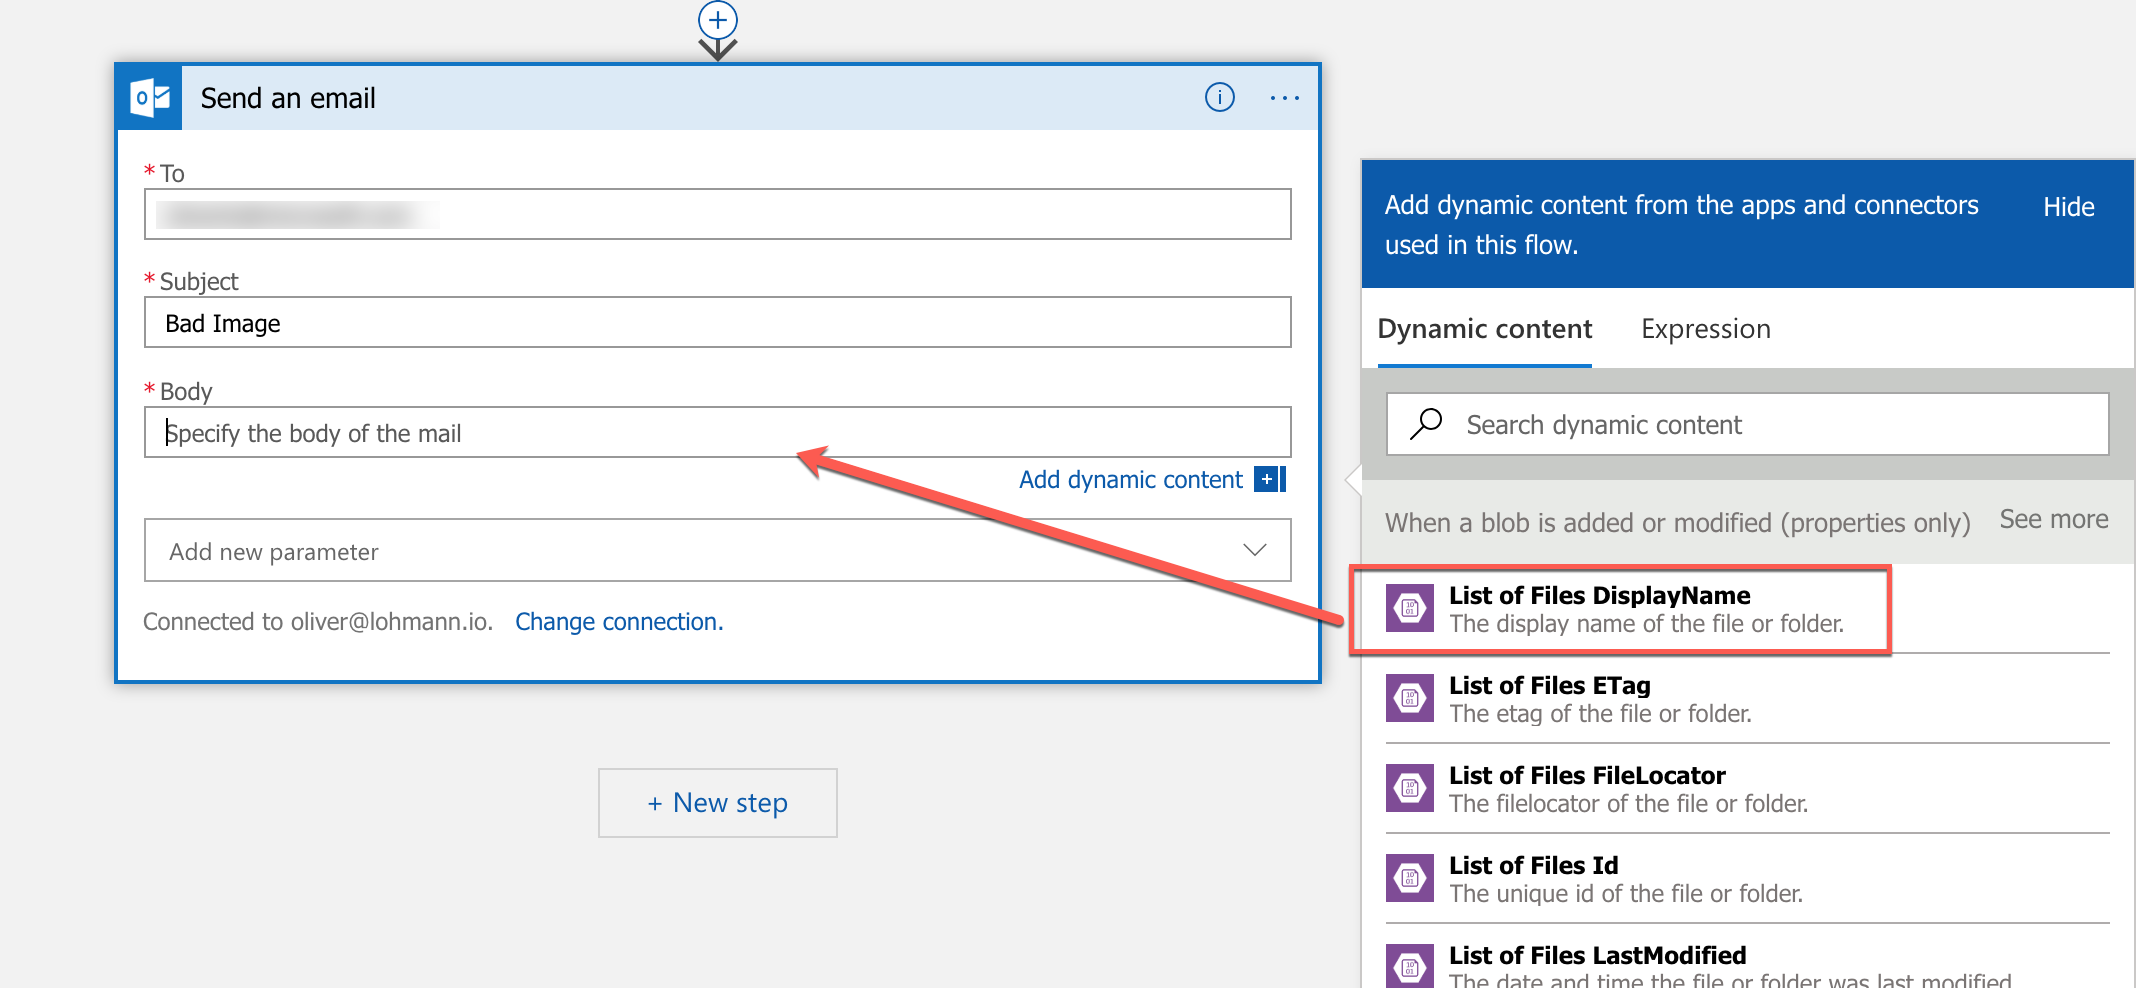 Send an email
* To
* Subject
Bad Image
* Body
Specify the body of the mail
Add dynamic content
Add new parameter
Connected to oliver@lohmann.io. Change connection.
+ New step
Add dynamic content from the apps and connectors
used in this flow.
Hide
Dynamic content
Expression
Search dynamic content
When a blob is added or modified (properties only)
See more
List of Files DisplayName
The display name of the file or folder.
List of Files ETag
The etag of the file or folder.
List of Files FileLocator
The filelocator of the file or folder.
List of Files Id
The unique id of the file or folder.
List of Files LastModified
The date and time the file or folder was last modified